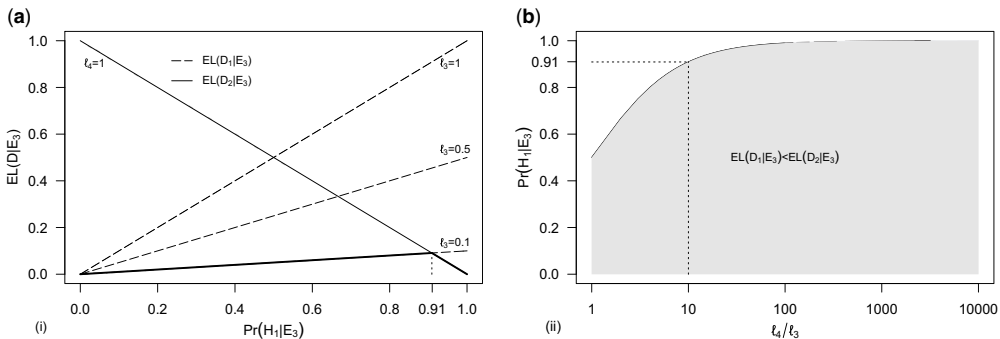 (a)
EL(D|E₃)
1.0
0.8
0.6
0.4
0.2
0.0
ℓ₄=1
EL(D₁|E₃)
EL(D₂|E₃)
ℓ₃=1
ℓ₃=0.5
ℓ₃=0.1
0.0 0.2 0.4 0.6 0.8 0.91 1.0
(i)
Pr(H₁|E₃)
(b)
Pr(H₁|E₃)
1.0
0.91
0.8
0.6
0.4
0.2
0.0
EL(D₁|E₃)<EL(D₂|E₃)
1 10 100 1000 10000
(ii)
ℓ₄/ℓ₃